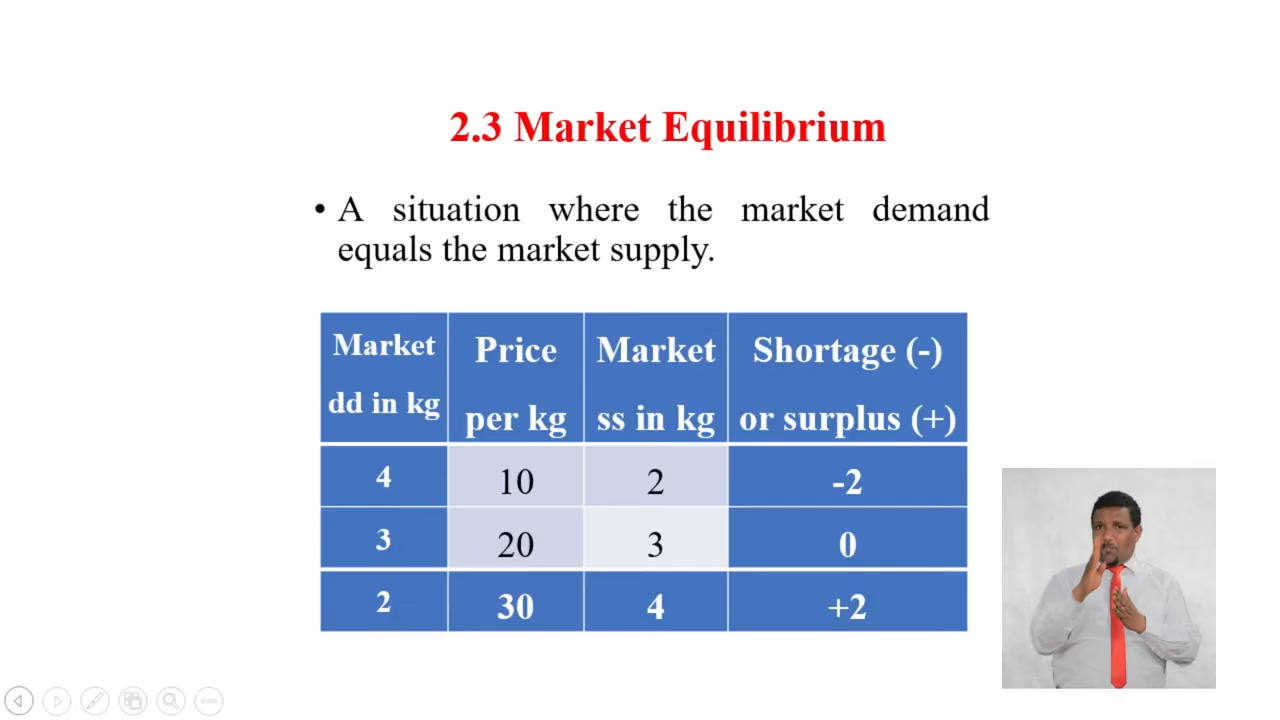 2.3 Market Equilibrium
• A situation where the market demand
equals the market supply.
Market dd in kg | Price per kg | Market ss in kg | Shortage (-) or surplus (+)
4 | 10 | 2 | -2
3 | 20 | 3 | 0
2 | 30 | 4 | +2